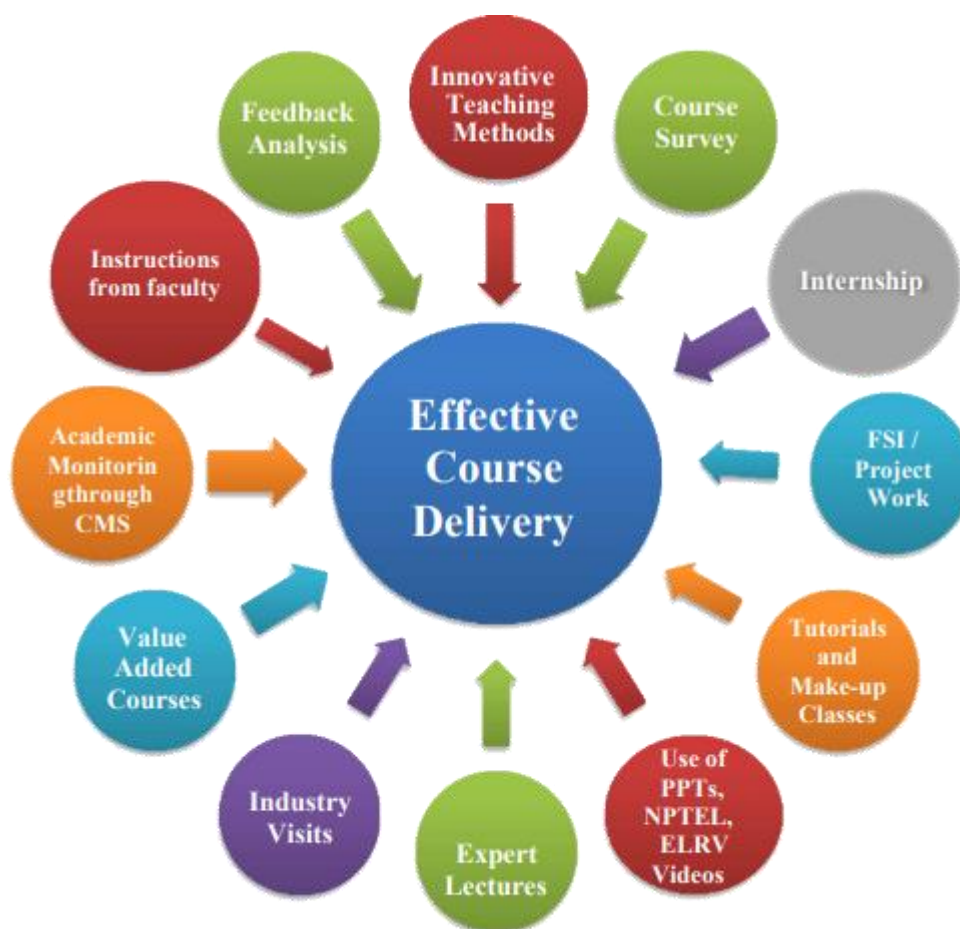 Innovative
Teaching
Methods
Course
Survey
Internship
FSI /
Project
Work
Tutorials
and
Make-up
Classes
Use of
PPTs,
NPTEL,
ELRV
Videos
Expert
Lectures
Industry
Visits
Value
Added
Courses
Academic
Monitorin
gthrough
CMS
Instructions
from faculty
Feedback
Analysis
Effective
Course
Delivery